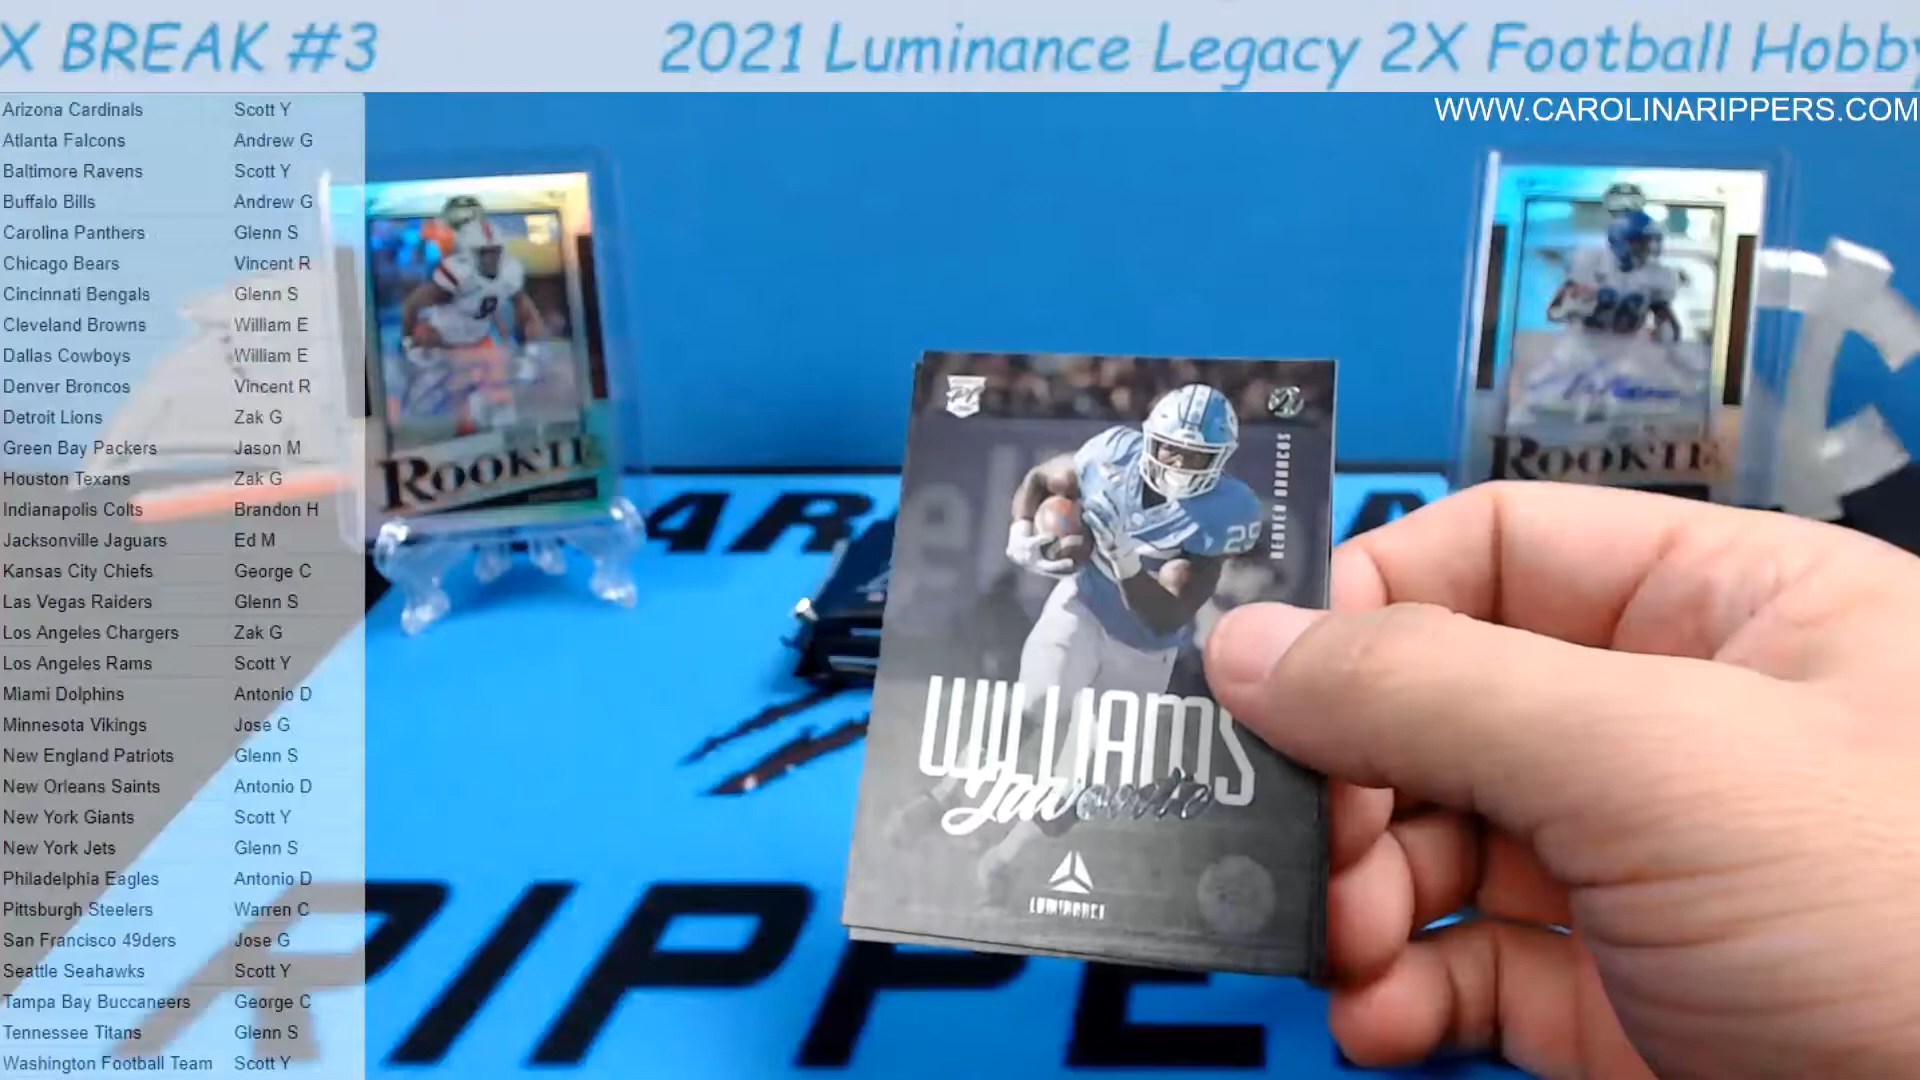 X BREAK #3 2021 Luminance Legacy 2X Football Hobby
WWW.CAROLINARIPPERS.COM
Arizona Cardinals Scott Y
Atlanta Falcons Andrew G
Baltimore Ravens Scott Y
Buffalo Bills Andrew G
Carolina Panthers Glenn S
Chicago Bears Vincent R
Cincinnati Bengals Glenn S
Cleveland Browns William E
Dallas Cowboys William E
Denver Broncos Vincent R
Detroit Lions Zak G
Green Bay Packers Jason M
Houston Texans Zak G
Indianapolis Colts Brandon H
Jacksonville Jaguars Ed M
Kansas City Chiefs George C
Las Vegas Raiders Glenn S
Los Angeles Chargers Zak G
Los Angeles Rams Scott Y
Miami Dolphins Antonio D
Minnesota Vikings Jose G
New England Patriots Glenn S
New Orleans Saints Antonio D
New York Giants Scott Y
New York Jets Glenn S
Philadelphia Eagles Antonio D
Pittsburgh Steelers Warren C
San Francisco 49ders Jose G
Seattle Seahawks Scott Y
Tampa Bay Buccaneers George C
Tennessee Titans Glenn S
Washington Football Team Scott Y
ROOKIE
8
ROOKIE
26
DENVER BRONCOS
25
WILLIAMS
Javonte
LUMINANCE
CAR
RIPPE